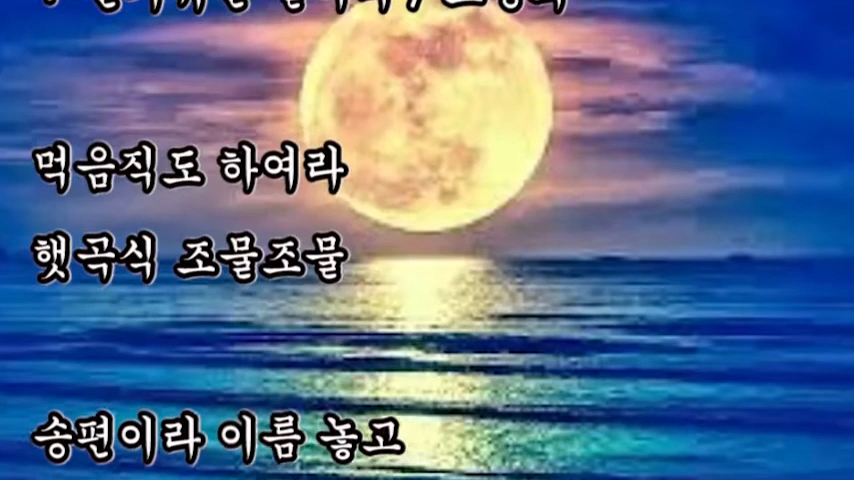 먹음직도 하여라
햇곡식 조물조물
송편이라 이름 놓고